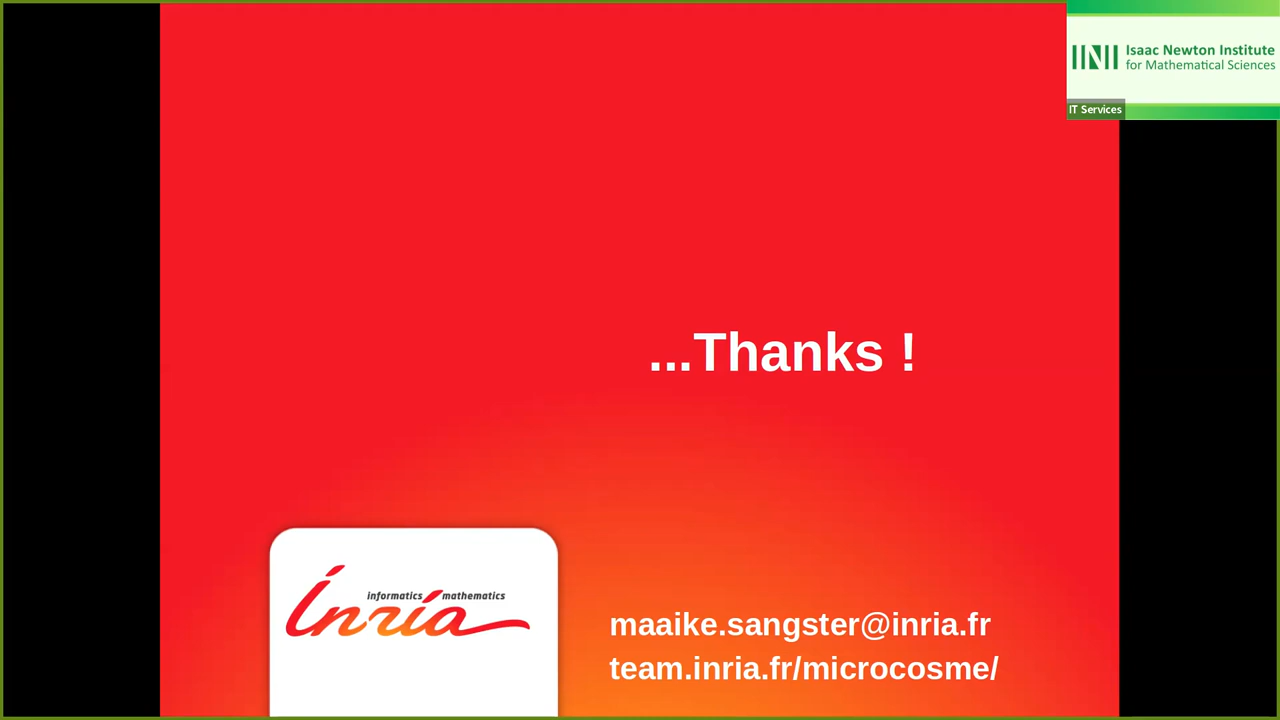 Isaac Newton Institute
for Mathematical Sciences
IT Services
...Thanks !
informatics mathematics
inria
maaike.sangster@inria.fr
team.inria.fr/microcosme/